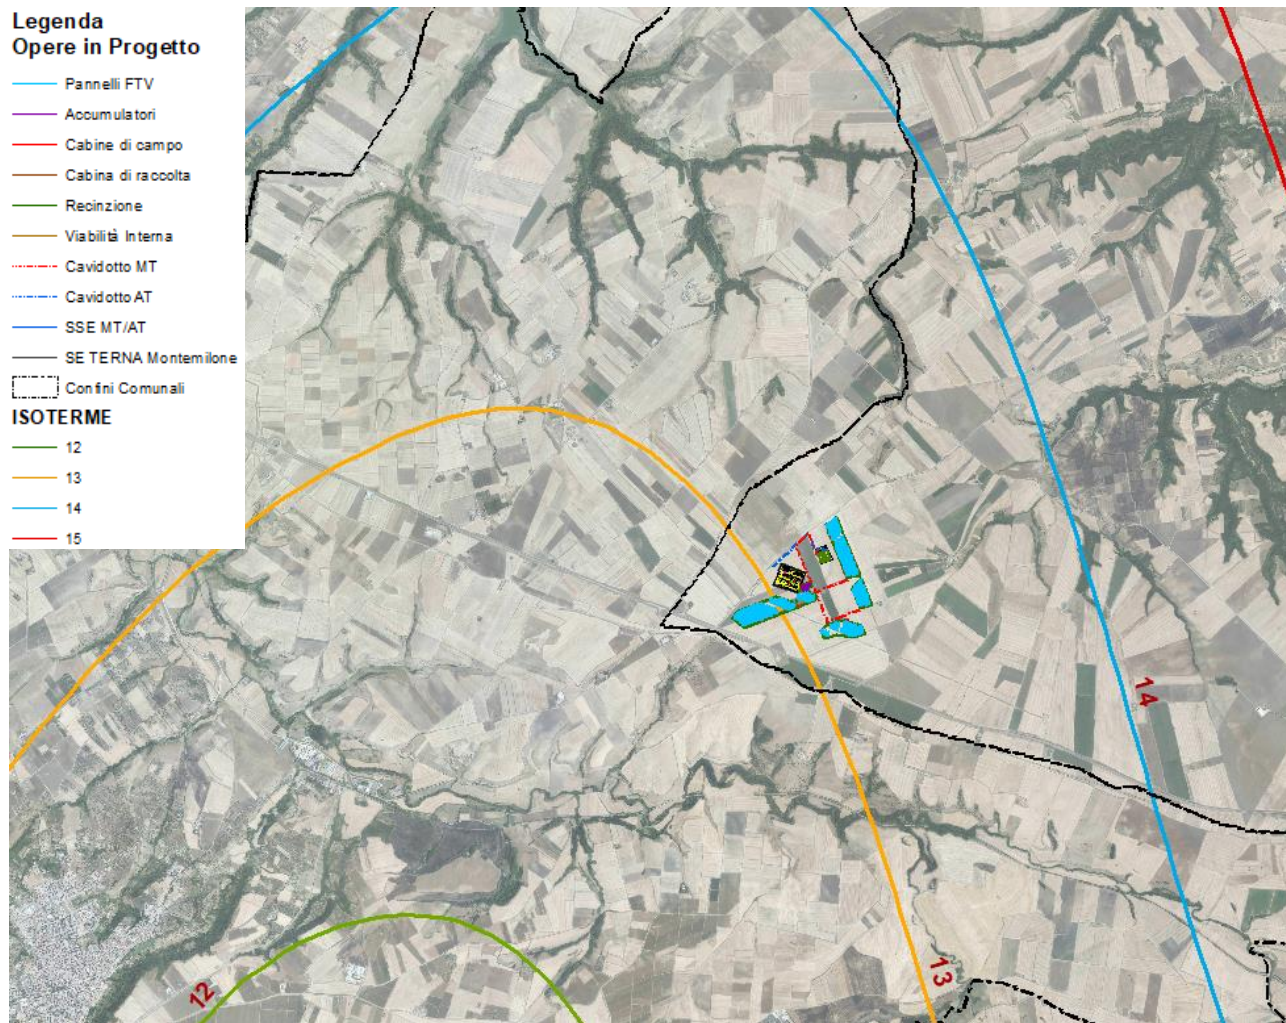 Legenda
Opere in Progetto
Pannelli FTV
Accumulatori
Cabine di campo
Cabina di raccolta
Recinzione
Viabilità Interna
Cavidotto MT
Cavidotto AT
SSE MT/AT
SE TERNA Montemilone
Confini Comunali
ISOTERME
12
13
14
15
14
13
12